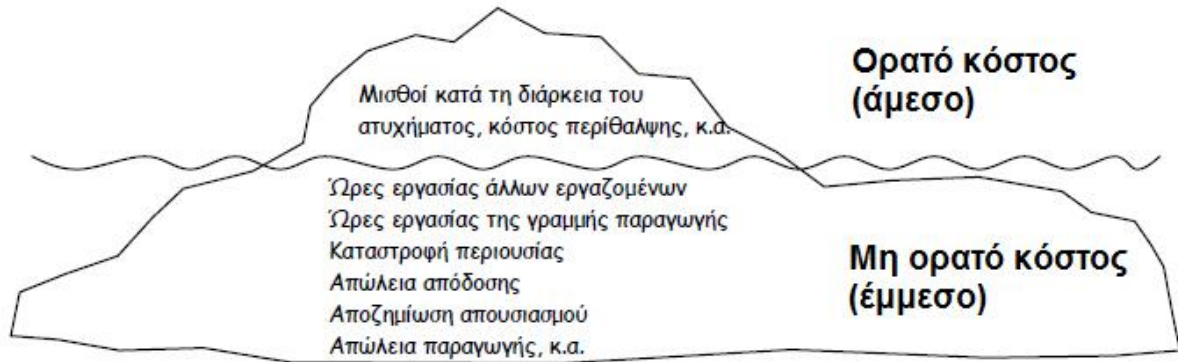 Ορατό κόστος
(άμεσο)
Μισθοί κατά τη διάρκεια του
ατυχήματος, κόστος περίθαλψης, κ.α.
Ώρες εργασίας άλλων εργαζομένων
Ώρες εργασίας της γραμμής παραγωγής
Καταστροφή περιουσίας
Απώλεια απόδοσης
Αποζημίωση απουσιασμού
Απώλεια παραγωγής, κ.α.
Μη ορατό κόστος
(έμμεσο)